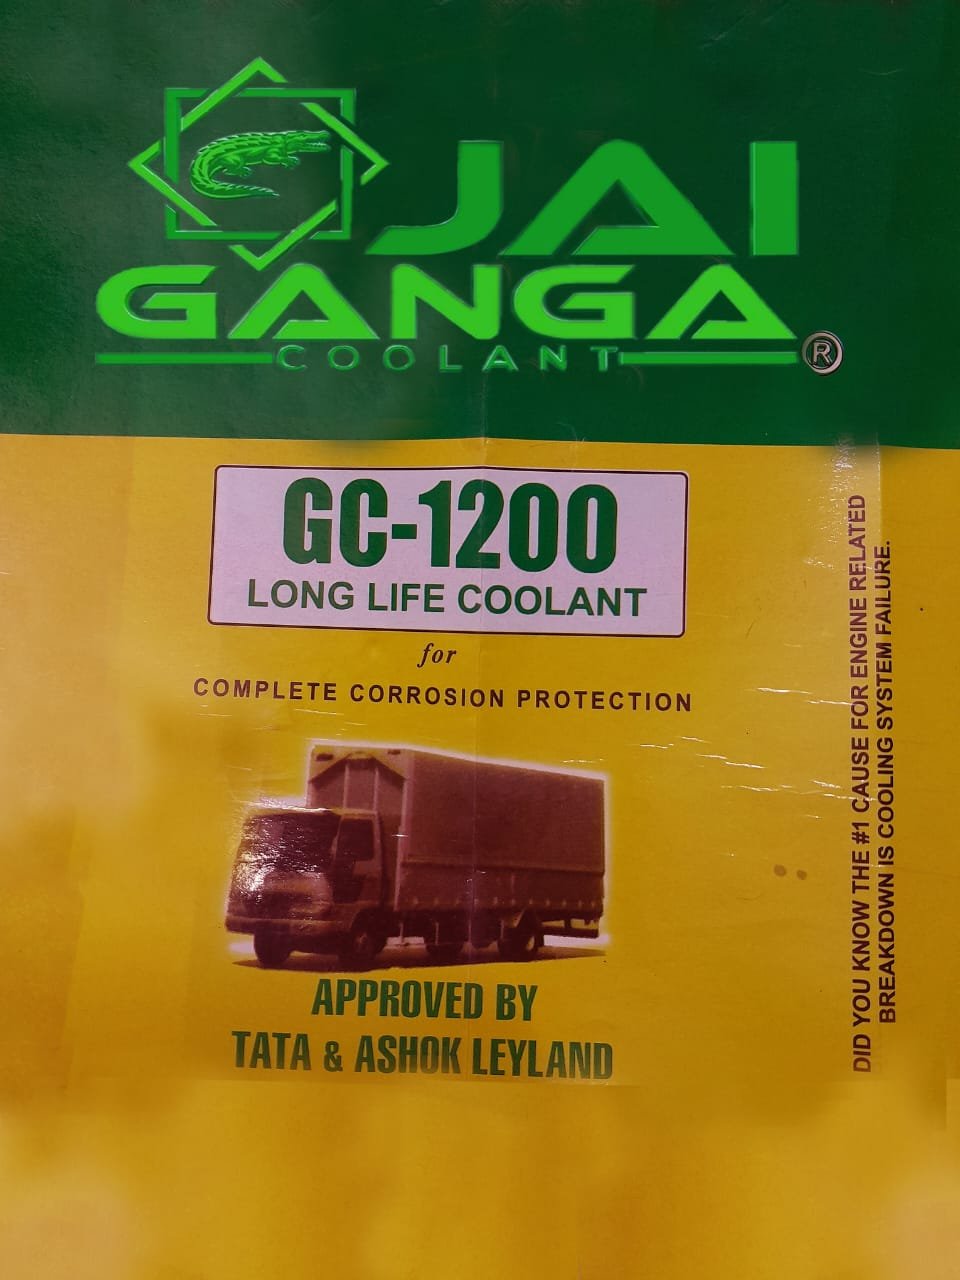 JAI
GANGA
COOLANT ®
GC-1200
LONG LIFE COOLANT
for
COMPLETE CORROSION PROTECTION
APPROVED BY
TATA & ASHOK LEYLAND
DID YOU KNOW THE #1 CAUSE FOR ENGINE RELATED
BREAKDOWN IS COOLING SYSTEM FAILURE.